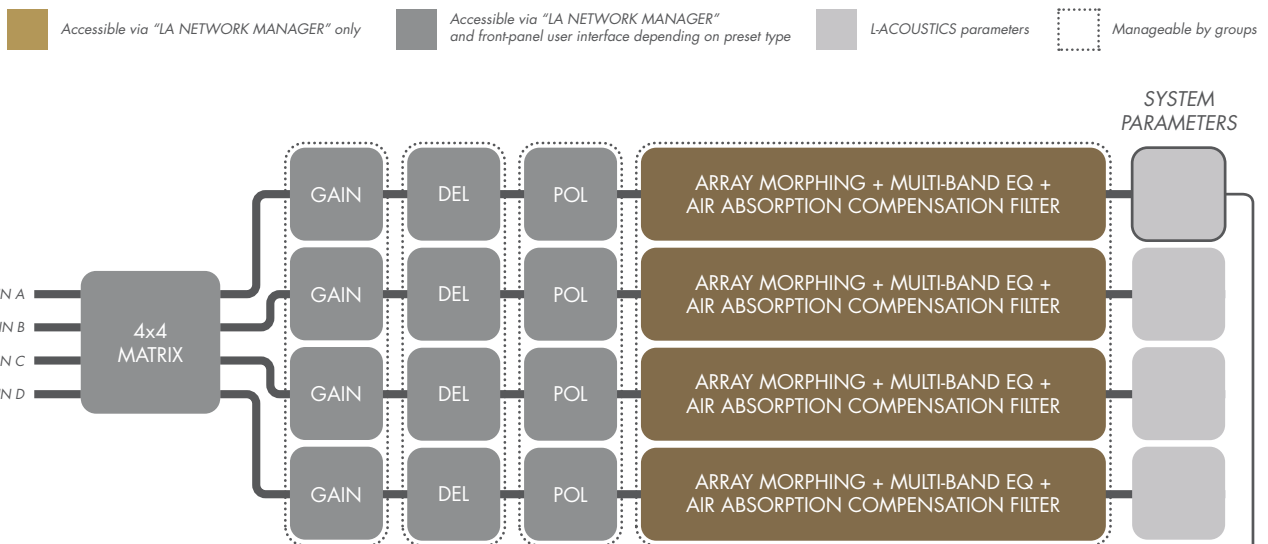 Accessible via “LA NETWORK MANAGER” only
Accessible via “LA NETWORK MANAGER”
and front-panel user interface depending on preset type
L-ACOUSTICS parameters
Manageable by groups
SYSTEM
PARAMETERS
GAIN
DEL
POL
ARRAY MORPHING + MULTI-BAND EQ +
AIR ABSORPTION COMPENSATION FILTER
GAIN
DEL
POL
ARRAY MORPHING + MULTI-BAND EQ +
AIR ABSORPTION COMPENSATION FILTER
IN A
IN B
IN C
IN D
4x4
MATRIX
GAIN
DEL
POL
ARRAY MORPHING + MULTI-BAND EQ +
AIR ABSORPTION COMPENSATION FILTER
GAIN
DEL
POL
ARRAY MORPHING + MULTI-BAND EQ +
AIR ABSORPTION COMPENSATION FILTER